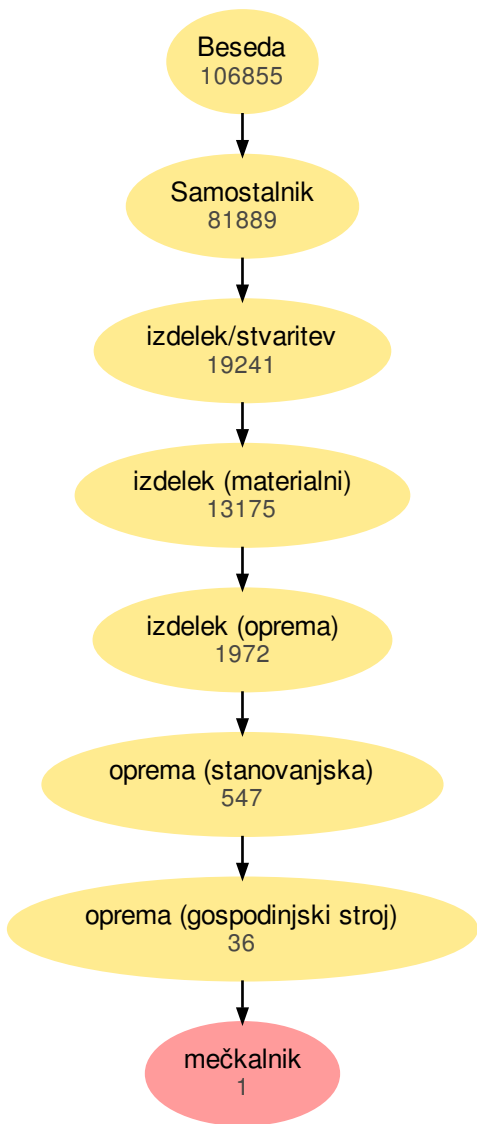 Beseda
106855
Samostalnik
81889
izdelek/stvaritev
19241
izdelek (materialni)
13175
izdelek (oprema)
1972
oprema (stanovanjska)
547
oprema (gospodinjski stroj)
36
mečkalnik
1